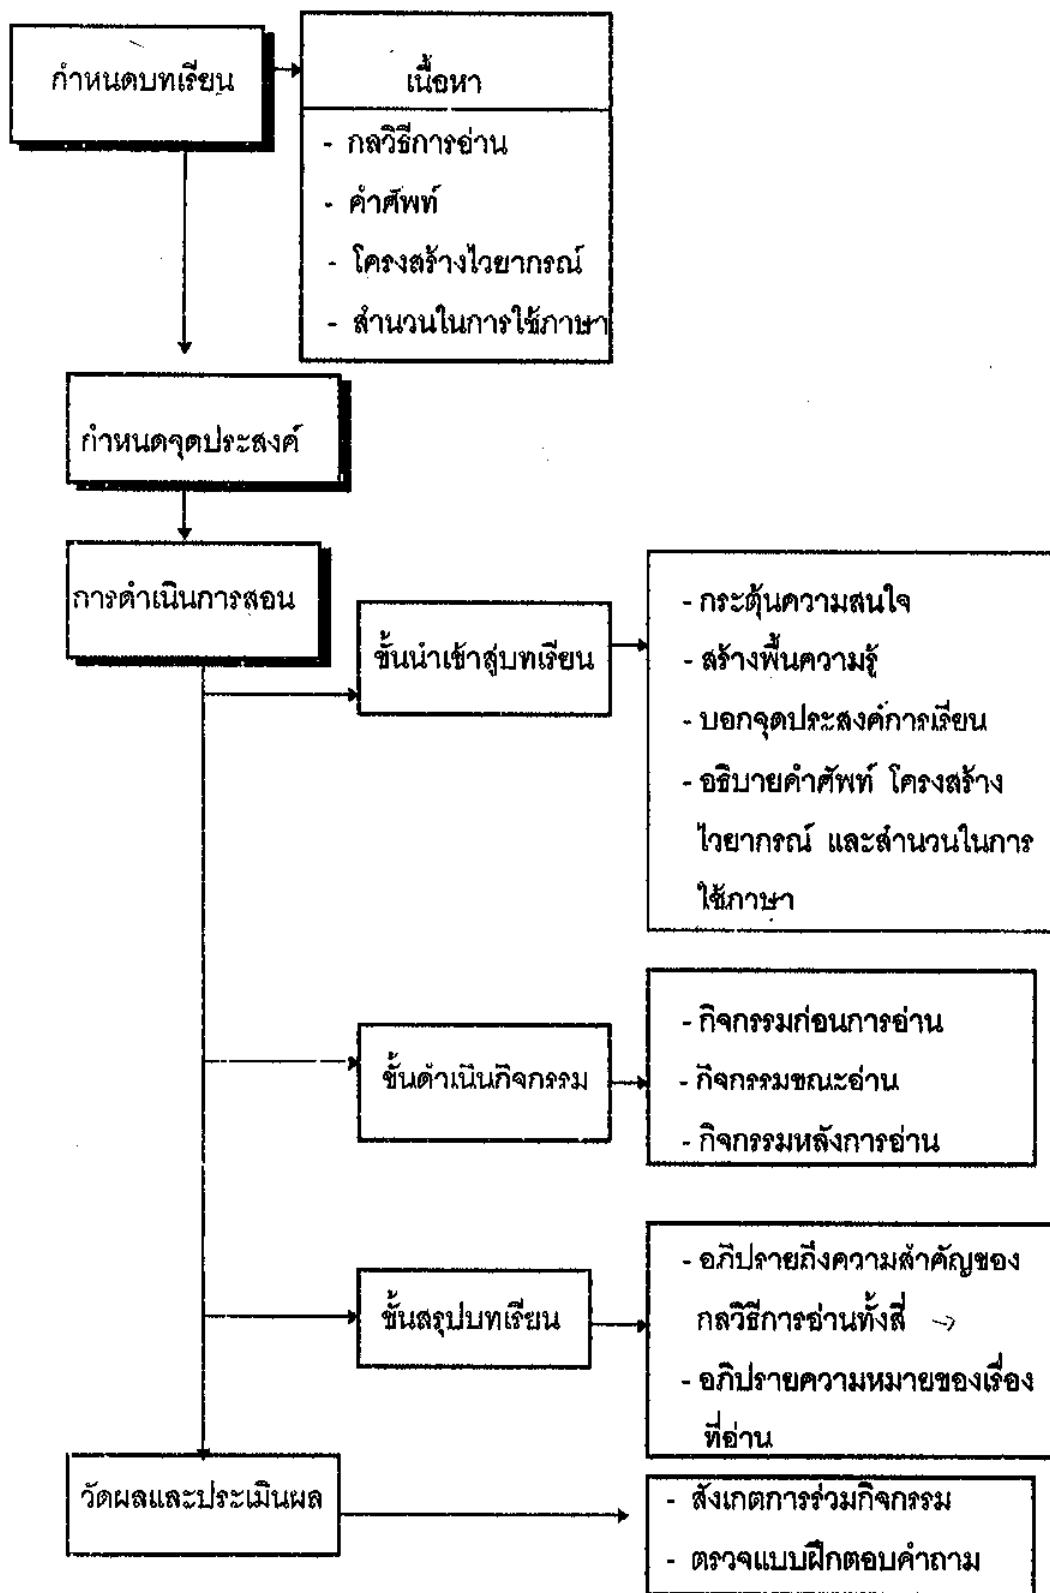 กำหนดบทเรียน
เนื้อหา
- กลวิธีการอ่าน
- คำศัพท์
- โครงสร้างไวยากรณ์
- สำนวนในการใช้ภาษา
กำหนดจุดประสงค์
การดำเนินการสอน
ขั้นนำเข้าสู่บทเรียน
- กระตุ้นความสนใจ
- สร้างพื้นความรู้
- บอกจุดประสงค์การเรียน
- อธิบายคำศัพท์ โครงสร้าง
ไวยากรณ์ และสำนวนในการ
ใช้ภาษา
ขั้นดำเนินกิจกรรม
- กิจกรรมก่อนการอ่าน
- กิจกรรมขณะอ่าน
- กิจกรรมหลังการอ่าน
ขั้นสรุปบทเรียน
- อภิปรายถึงความสำคัญของ
กลวิธีการอ่านทั้งสี่
- อภิปรายความหมายของเรื่อง
ที่อ่าน
วัดผลและประเมินผล
- สังเกตการร่วมกิจกรรม
- ตรวจแบบฝึกตอบคำถาม